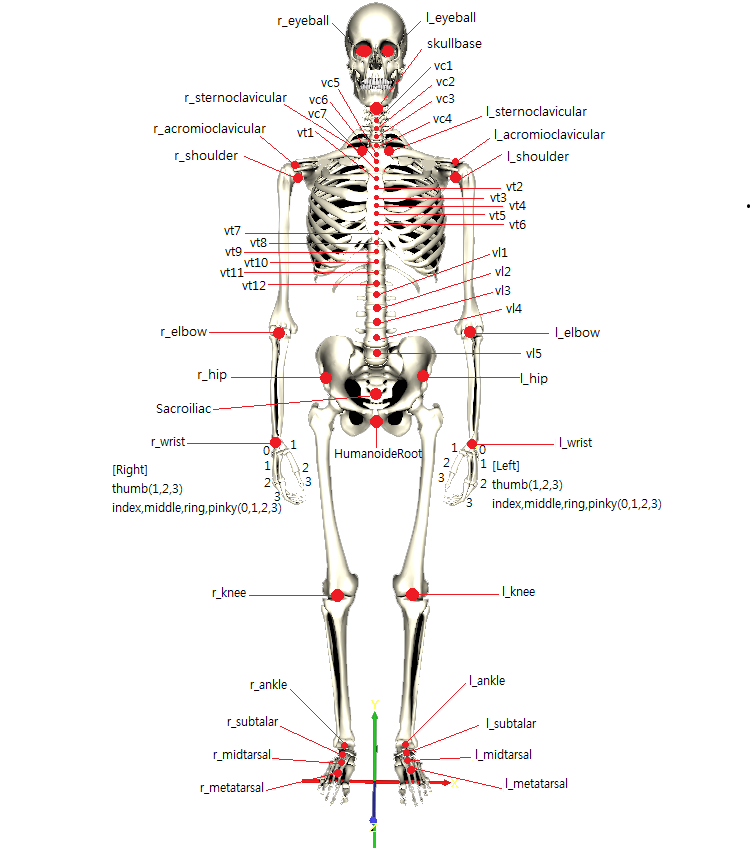 r_eyeball
l_eyeball
skullbase
vc1
vc5
vc2
r_sternoclavicular
vc6
vc3
vc7
l_sternoclavicular
vc4
r_acromioclavicular
vt1
l_acromioclavicular
r_shoulder
l_shoulder
vt2
vt3
vt4
vt5
vt6
vt7
vt8
vt9
vl1
vt10
vt11
vl2
vt12
vl3
vl4
r_elbow
l_elbow
vl5
r_hip
l_hip
Sacroiliac
r_wrist
l_wrist
HumanoideRoot
0
1
1
2
2
3
3
1
0
2
1
3
2
3
[Right]
thumb(1,2,3)
index,middle,ring,pinky(0,1,2,3)
[Left]
thumb(1,2,3)
index,middle,ring,pinky(0,1,2,3)
r_knee
l_knee
r_ankle
l_ankle
Y
r_subtalar
l_subtalar
r_midtarsal
l_midtarsal
r_metatarsal
l_metatarsal
X
Z